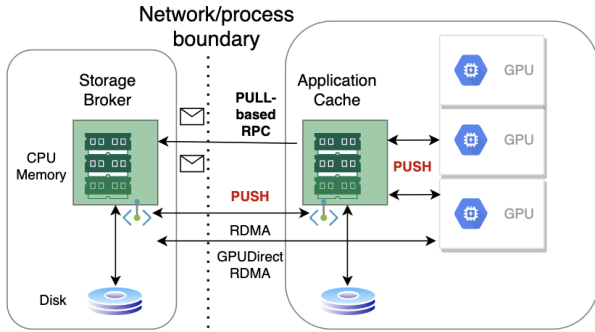 Network/process
boundary
Storage
Broker
Application
Cache
PULL-
based
RPC
CPU
Memory
PUSH
PUSH
RDMA
GPUDirect
RDMA
Disk
GPU
GPU
GPU